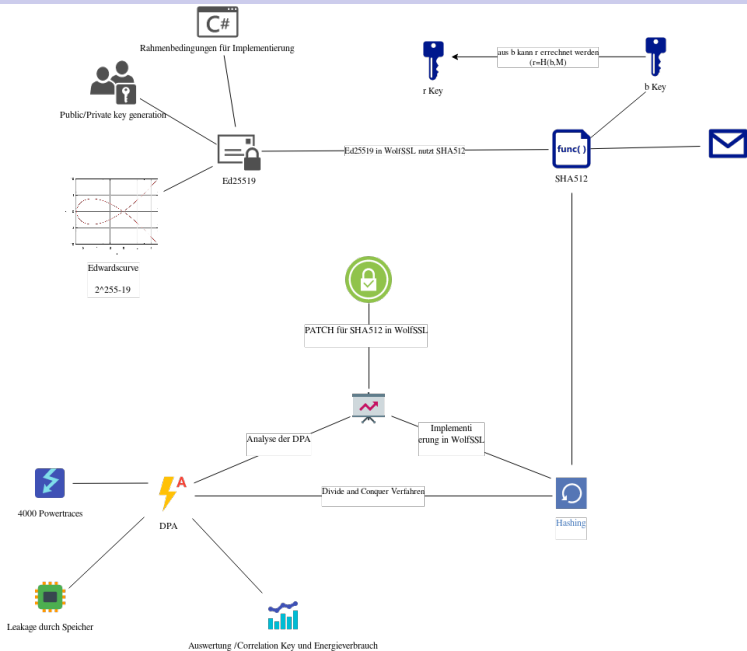 C#
Rahmenbedingungen für Implementierung
aus b kann r errechnet werden
(r=H(b,M)
r Key
b Key
Public/Private key generation
Ed25519 in WolfSSL nutzt SHA512
func( )
Ed25519
SHA512
Edwardscurve
2^255-19
PATCH für SHA512 in WolfSSL
Implementi
erung in WolfSSL
Analyse der DPA
A
Divide and Conquer Verfahren
4000 Powertraces
DPA
Hashing
Leakage durch Speicher
Auswertung /Correlation Key und Energieverbrauch